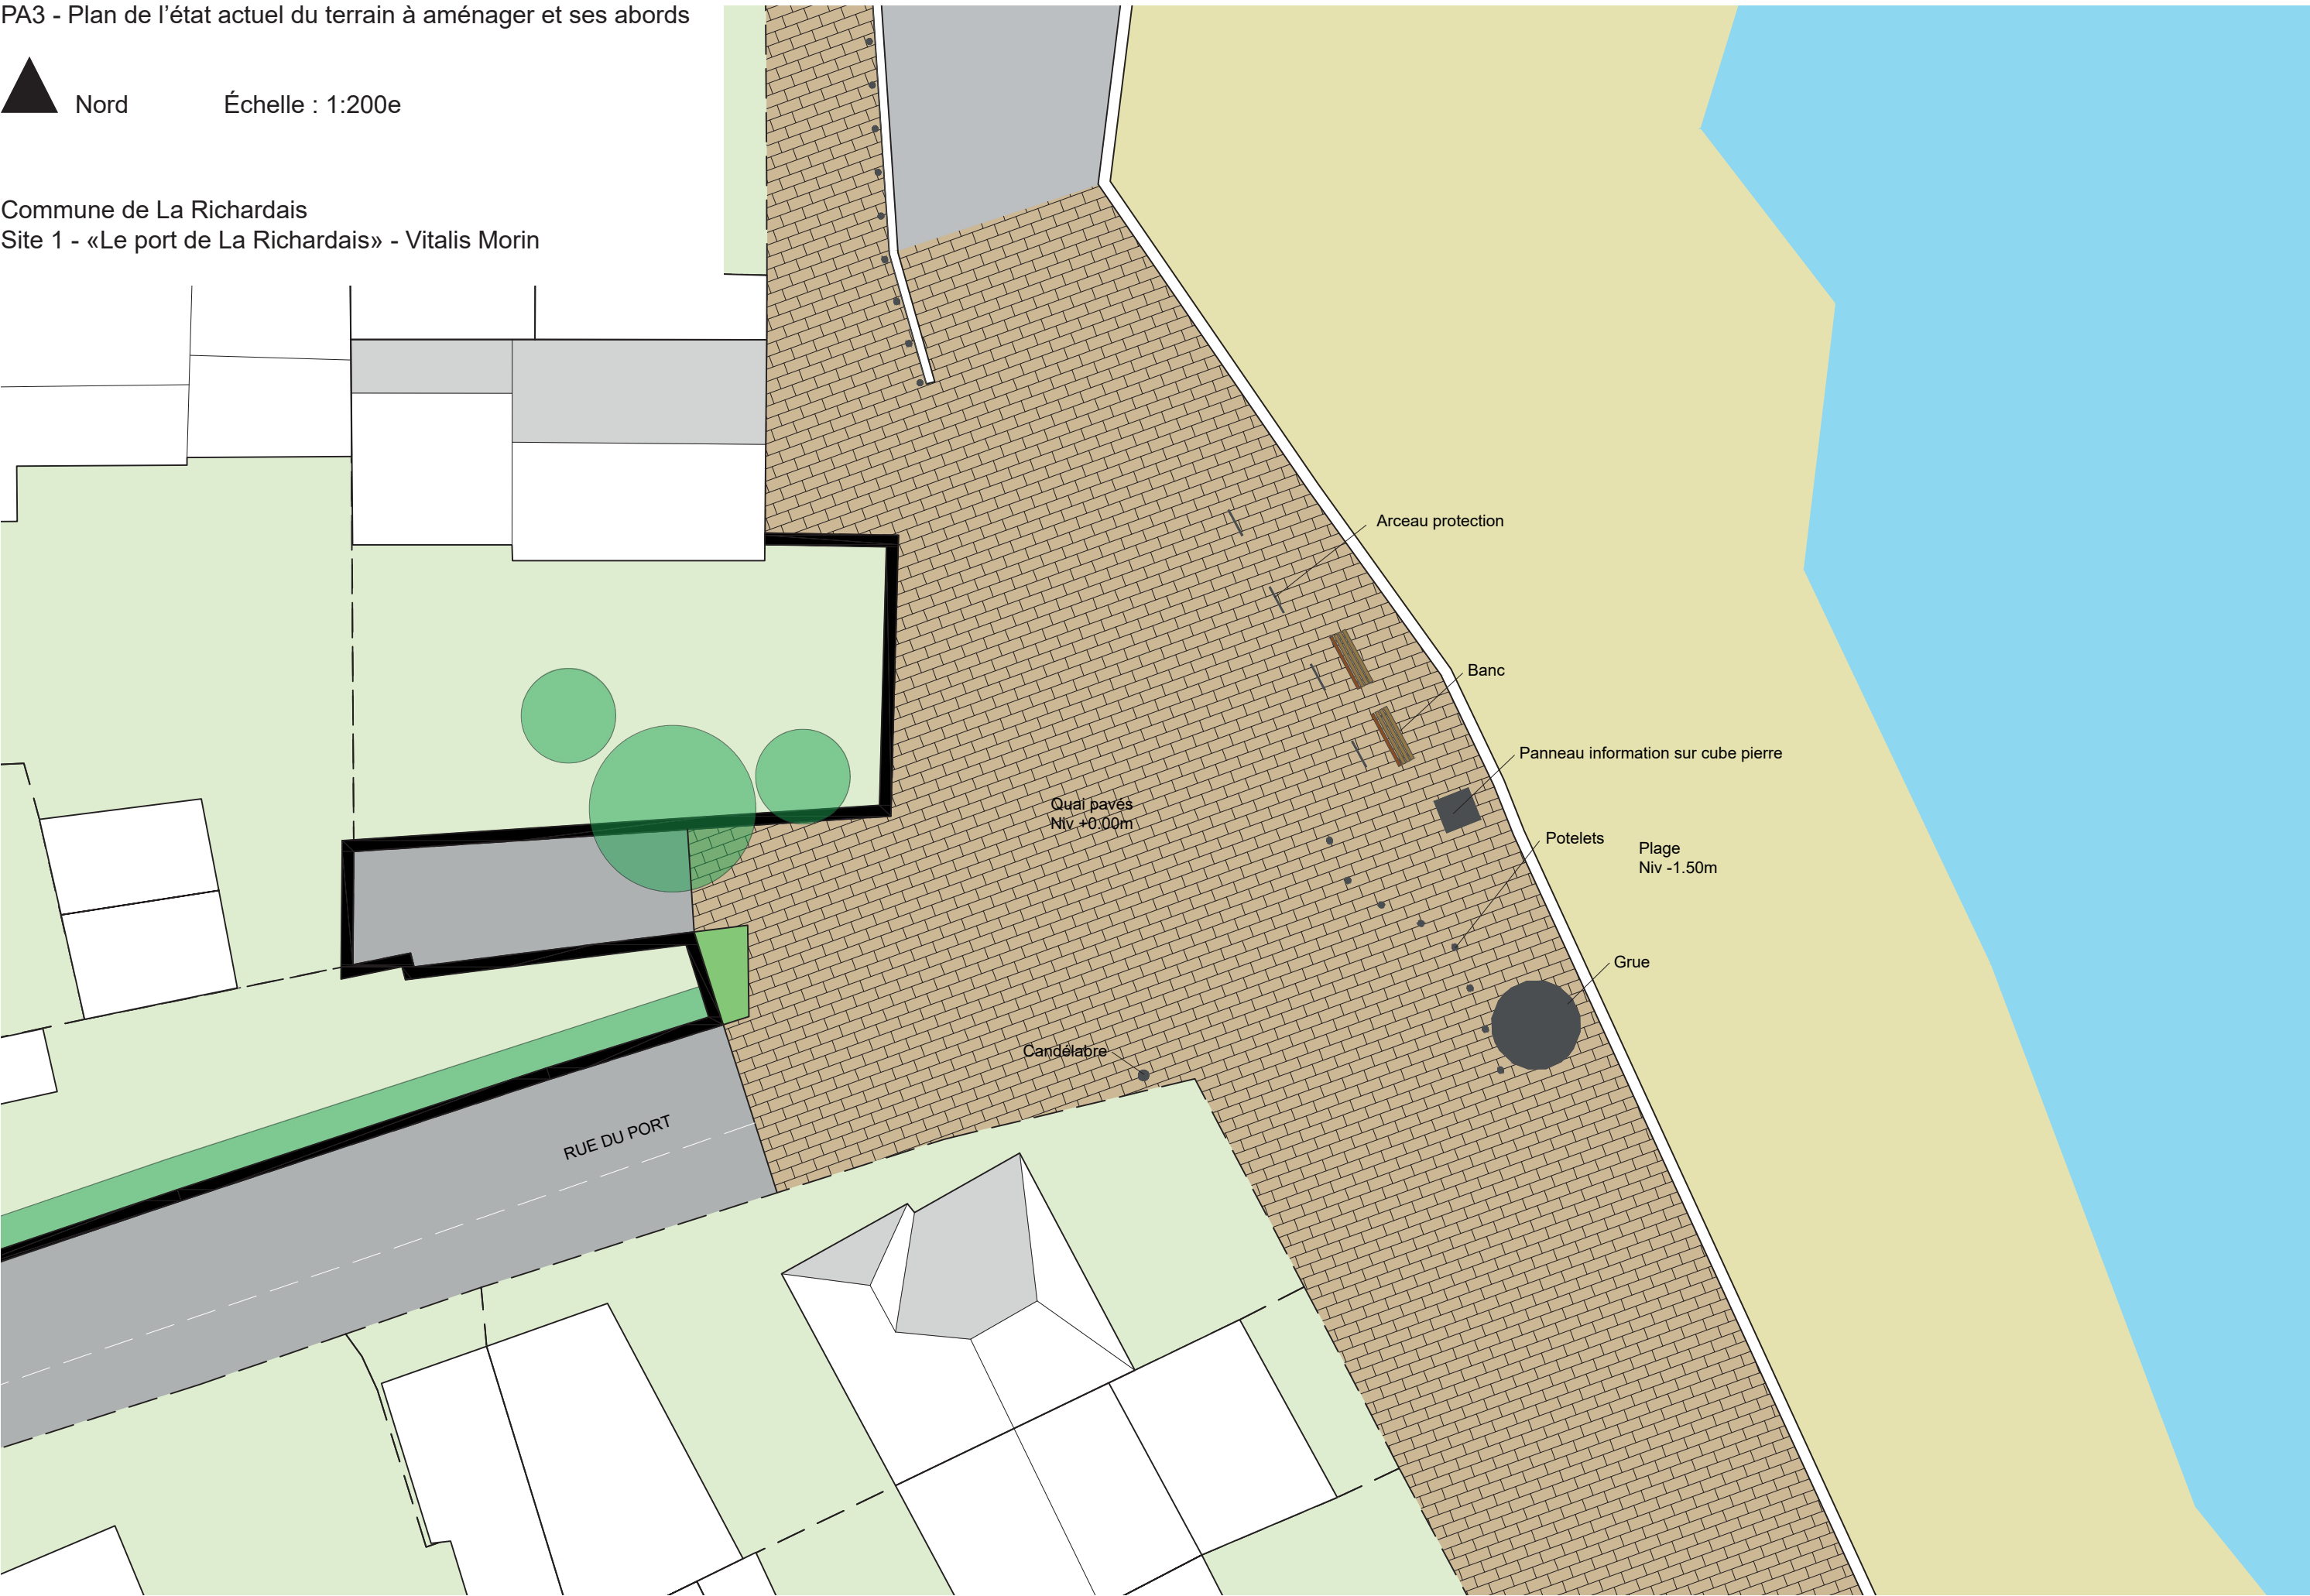 PA3 - Plan de l’état actuel du terrain à aménager et ses abords
Nord
Échelle : 1:200e
Commune de La Richardais
Site 1 - «Le port de La Richardais» - Vitalis Morin
Arceau protection
Banc
Panneau information sur cube pierre
Quai pavés
Niv +0.00m
Potelets
Plage
Niv -1.50m
Grue
Candélabre
RUE DU PORT